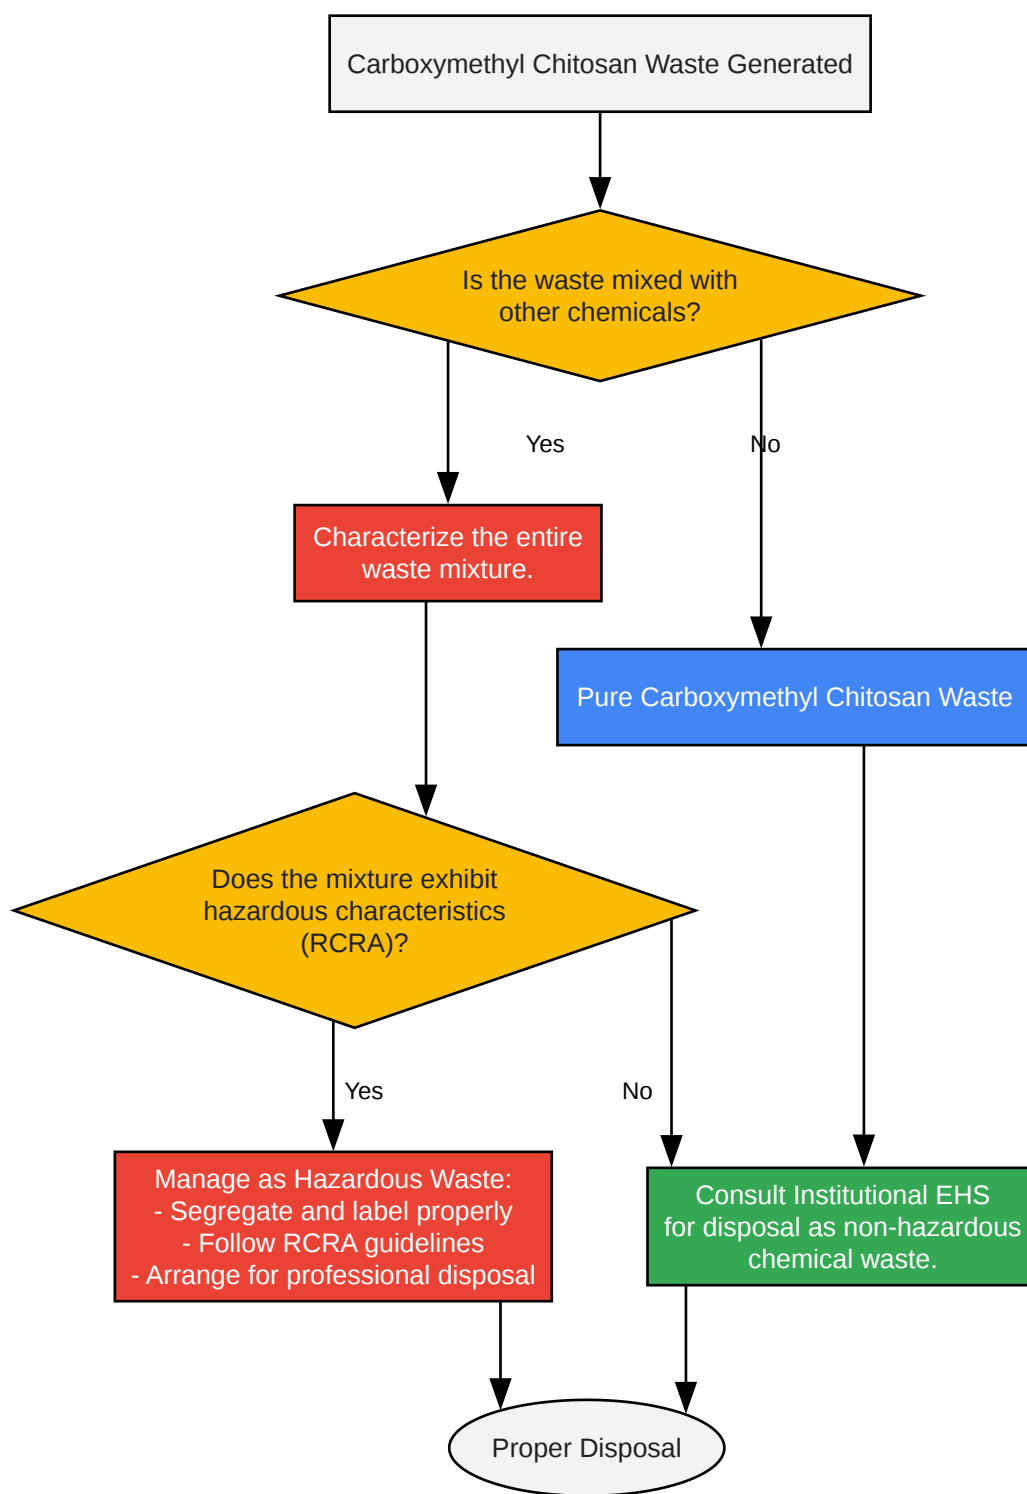 Carboxymethyl Chitosan Waste Generated
Is the waste mixed with
other chemicals?
Yes
No
Characterize the entire
waste mixture.
Pure Carboxymethyl Chitosan Waste
Does the mixture exhibit
hazardous characteristics
(RCRA)?
Yes
No
Manage as Hazardous Waste:
- Segregate and label properly
- Follow RCRA guidelines
- Arrange for professional disposal
Consult Institutional EHS
for disposal as non-hazardous
chemical waste.
Proper Disposal